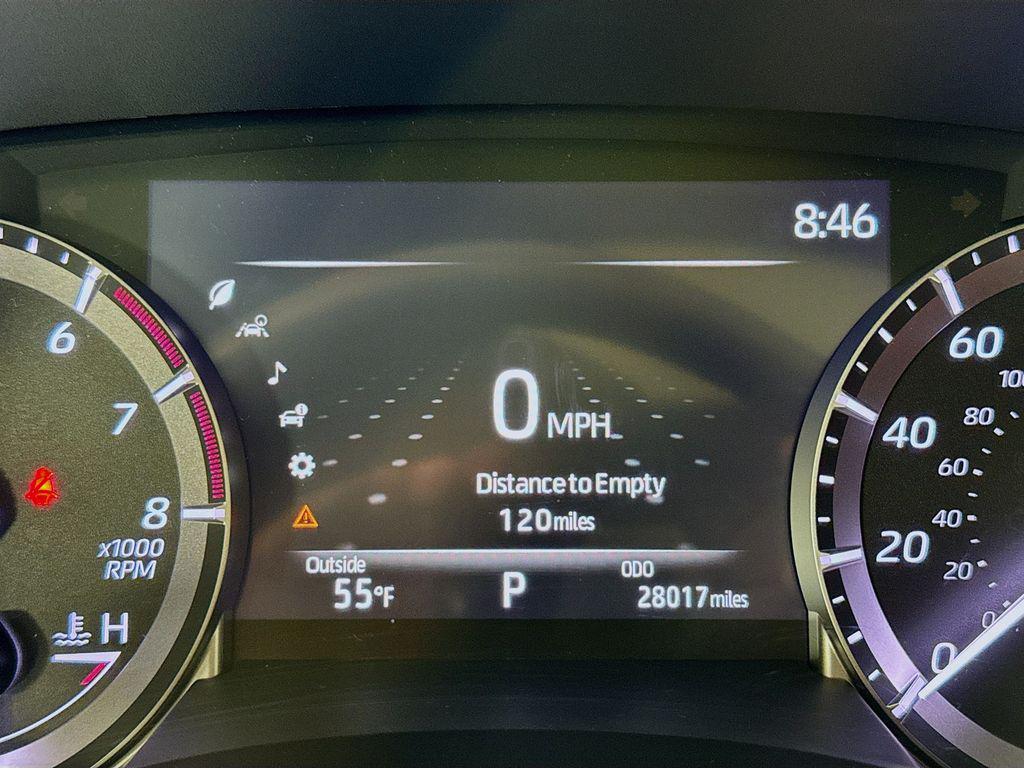 8:46
6
7
8
x1000
RPM
H
0 MPH
Distance to Empty
120 miles
Outside
55°F
P
ODO
28017 miles
60
40
20
0
100
80
60
40
20
0